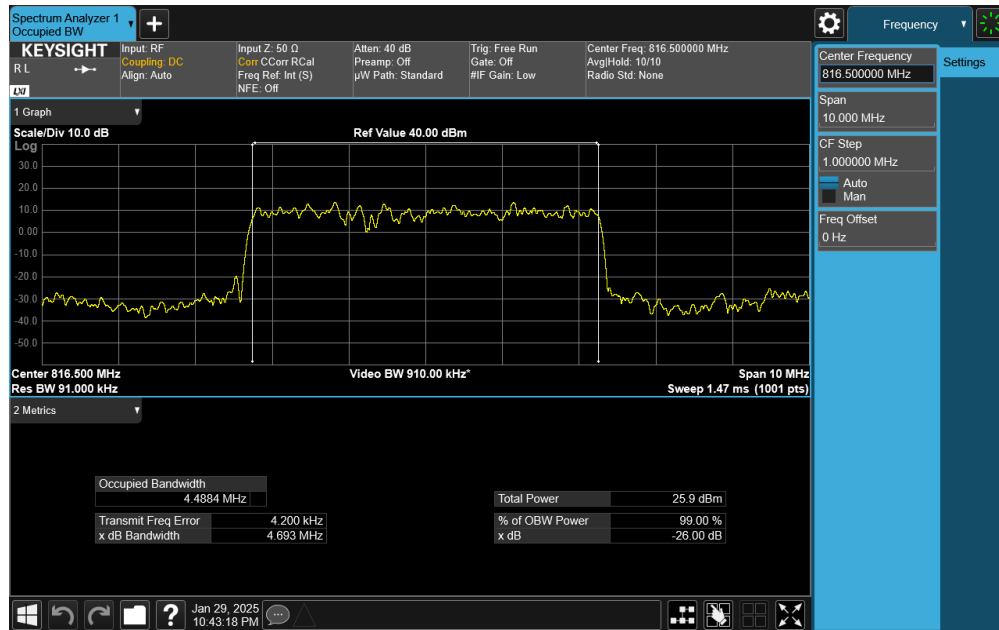 Spectrum Analyzer 1
Occupied BW
KEYSIGHT
R L
LXI
Input: RF
Coupling: DC
Align: Auto
Input Z: 50 Ω
Corr CCorr RCal
Freq Ref: Int (S)
NFE: Off
Atten: 40 dB
Preamp: Off
µW Path: Standard
Trig: Free Run
Gate: Off
#IF Gain: Low
Center Freq: 816.500000 MHz
Avg|Hold: 10/10
Radio Std: None
Frequency
Settings
Center Frequency
816.500000 MHz
Span
10.000 MHz
CF Step
1.000000 MHz
Auto
Man
Freq Offset
0 Hz
1 Graph
Scale/Div 10.0 dB
Ref Value 40.00 dBm
Log
30.0
20.0
10.0
0.00
-10.0
-20.0
-30.0
-40.0
-50.0
Center 816.500 MHz
Video BW 910.00 kHz*
Span 10 MHz
Res BW 91.000 kHz
Sweep 1.47 ms (1001 pts)
2 Metrics
Occupied Bandwidth
4.4884 MHz
Transmit Freq Error 4.200 kHz
x dB Bandwidth 4.693 MHz
Total Power 25.9 dBm
% of OBW Power 99.00 %
x dB -26.00 dB
Jan 29, 2025
10:43:18 PM